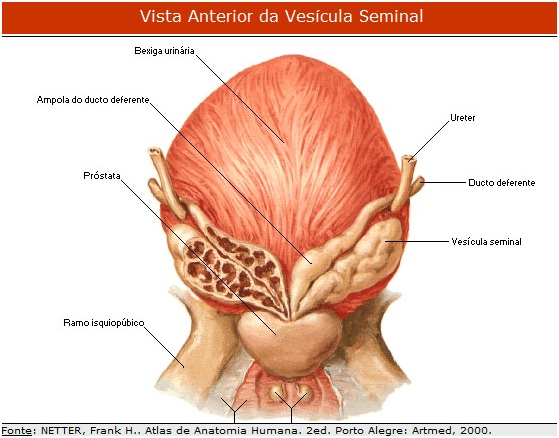 Vista Anterior da Vesícula Seminal
Bexiga urinária
Ampola do ducto deferente
Ureter
Próstata
Ducto deferente
Vesícula seminal
Ramo isquiopúbico
Fonte: NETTER, Frank H.. Atlas de Anatomia Humana. 2ed. Porto Alegre: Artmed, 2000.